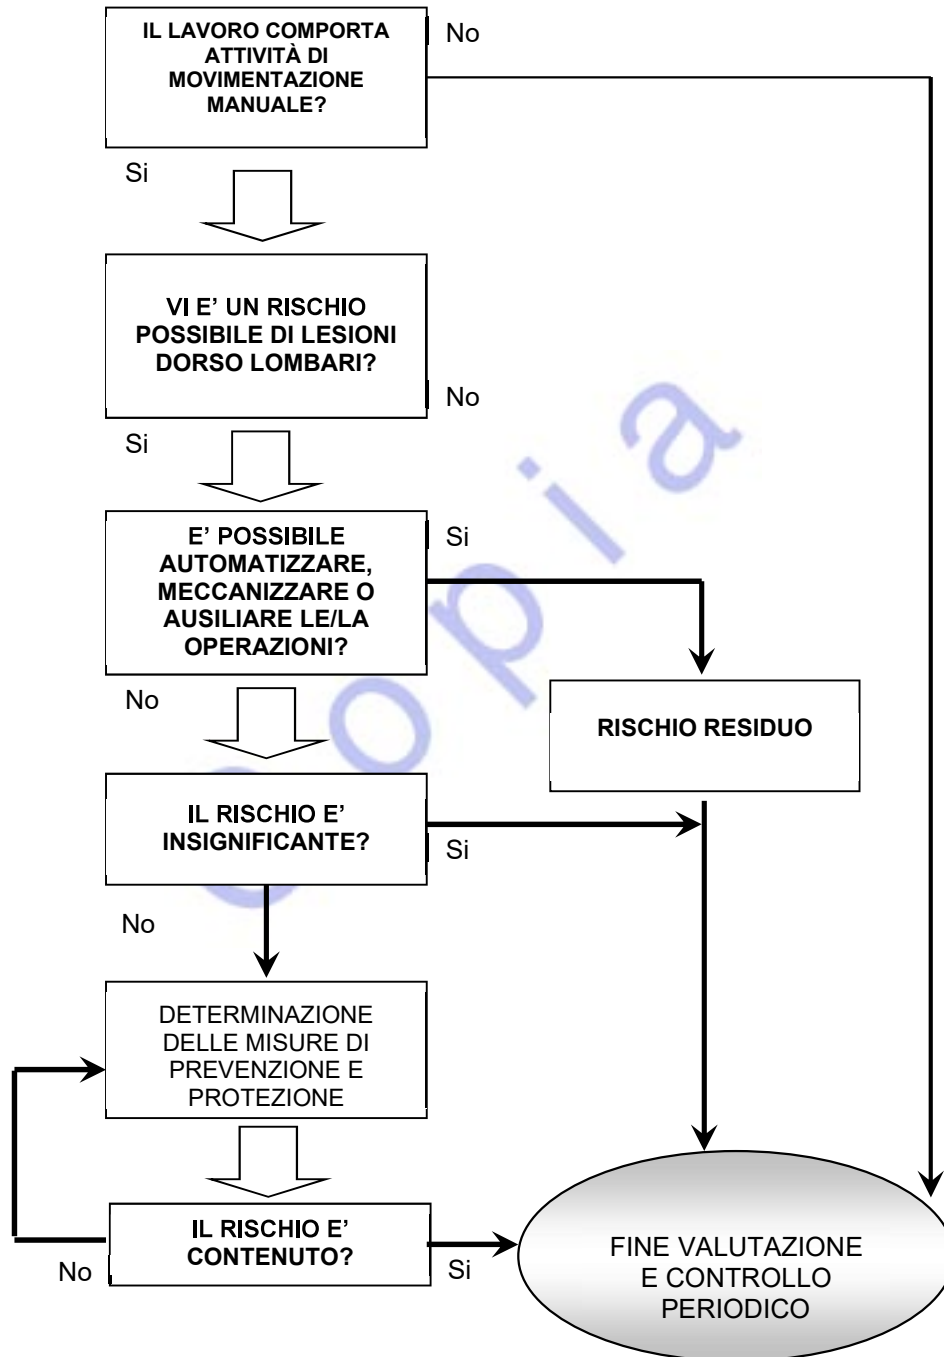 IL LAVORO COMPORTA
ATTIVITÀ DI
MOVIMENTAZIONE
MANUALE?
No
Si
VI E’ UN RISCHIO
POSSIBILE DI LESIONI
DORSO LOMBARI?
No
Si
E’ POSSIBILE
AUTOMATIZZARE,
MECCANIZZARE O
AUSILIARE LE/LA
OPERAZIONI?
Si
No
RISCHIO RESIDUO
IL RISCHIO E’
INSIGNIFICANTE?
Si
No
DETERMINAZIONE
DELLE MISURE DI
PREVENZIONE E
PROTEZIONE
IL RISCHIO E’
CONTENUTO?
No
Si
FINE VALUTAZIONE
E CONTROLLO
PERIODICO
Copia